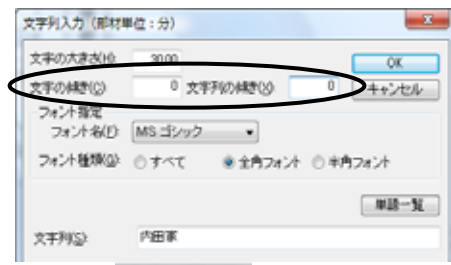 文字列入力（部材単位：分）
文字の大きさ(H) 30.00 OK
文字の傾き(C) 0 文字列の傾き(X) 0 キャンセル
フォント指定
フォント名(F): MS ゴシック
フォント種類(Q): すべて 全角フォント 半角フォント
単語一覧
文字列(S): 内田家